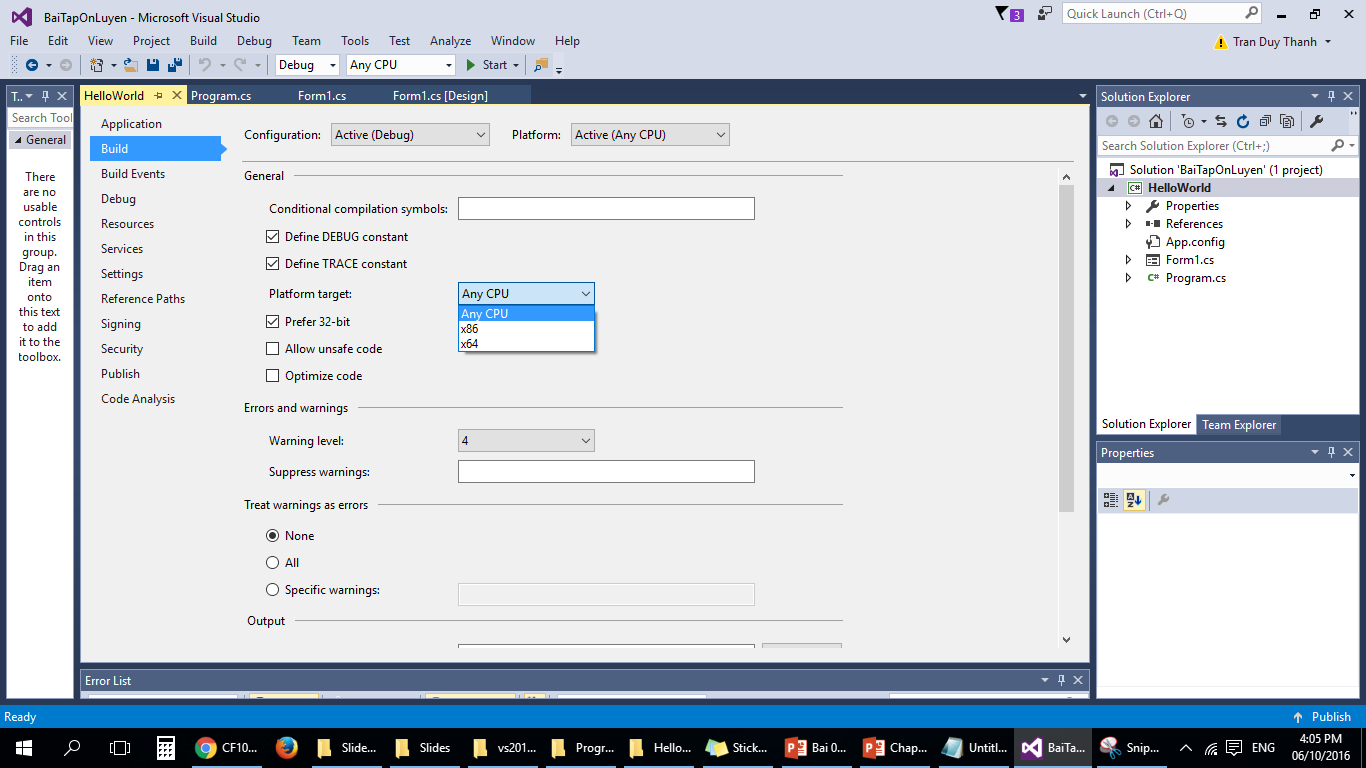 BaiTapOnLuyen - Microsoft Visual Studio
3
Quick Launch (Ctrl+Q)
File Edit View Project Build Debug Team Tools Test Analyze Window Help
Tran Duy Thanh
Debug Any CPU Start
T..
Search Tool
General
There
are no
usable
controls
in this
group.
Drag an
item
onto
this text
to add
it to the
toolbox.
HelloWorld Program.cs Form1.cs Form1.cs [Design]
Application
Build
Build Events
Debug
Resources
Services
Settings
Reference Paths
Signing
Security
Publish
Code Analysis
Configuration: Active (Debug) Platform: Active (Any CPU)
General
Conditional compilation symbols:
Define DEBUG constant
Define TRACE constant
Platform target: Any CPU
Any CPU
x86
x64
Prefer 32-bit
Allow unsafe code
Optimize code
Errors and warnings
Warning level: 4
Suppress warnings:
Treat warnings as errors
None
All
Specific warnings:
Output
Error List
Solution Explorer
Search Solution Explorer (Ctrl+;)
Solution 'BaiTapOnLuyen' (1 project)
C# HelloWorld
Properties
References
App.config
Form1.cs
C# Program.cs
Solution Explorer Team Explorer
Properties
Ready
Publish
CF10... Slide... Slides vs201... Progr... Hello... Stick... Bai 0... Chap... Untitl... BaiTa... Snip... ENG
4:05 PM
06/10/2016